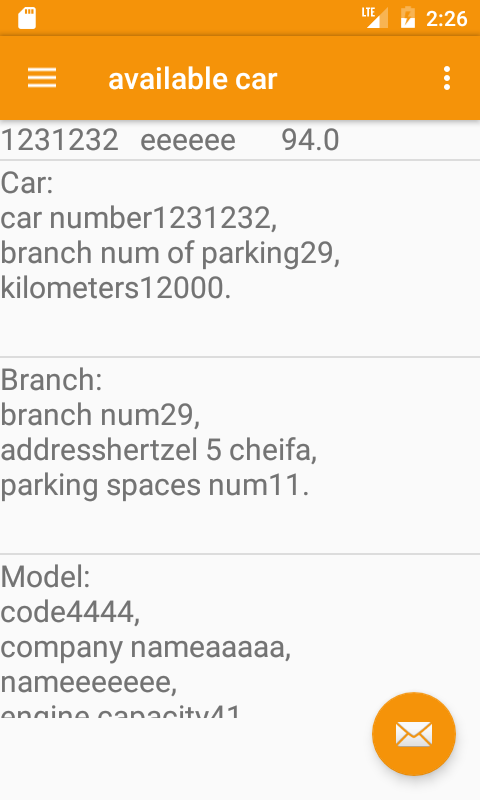 LTE 2:26
available car
1231232 eeeeee 94.0
Car:
car number1231232,
branch num of parking29,
kilometers12000.
Branch:
branch num29,
addresshertzel 5 cheifa,
parking spaces num11.
Model:
code4444,
company nameaaaaa,
nameeeeeee,
engine capacity41